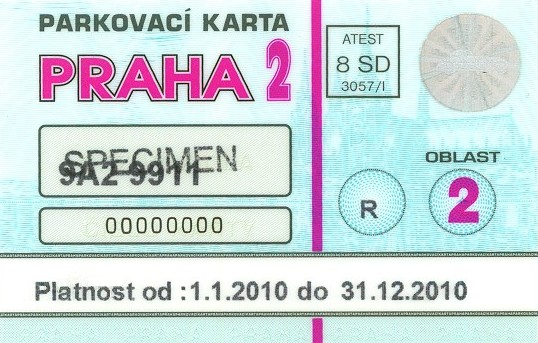 PARKOVACÍ KARTA
PRAHA 2
ATEST
8 SD
3057/I
SPECIMEN
9A2 9911
OBLAST
R
2
00000000
Platnost od :1.1.2010 do 31.12.2010